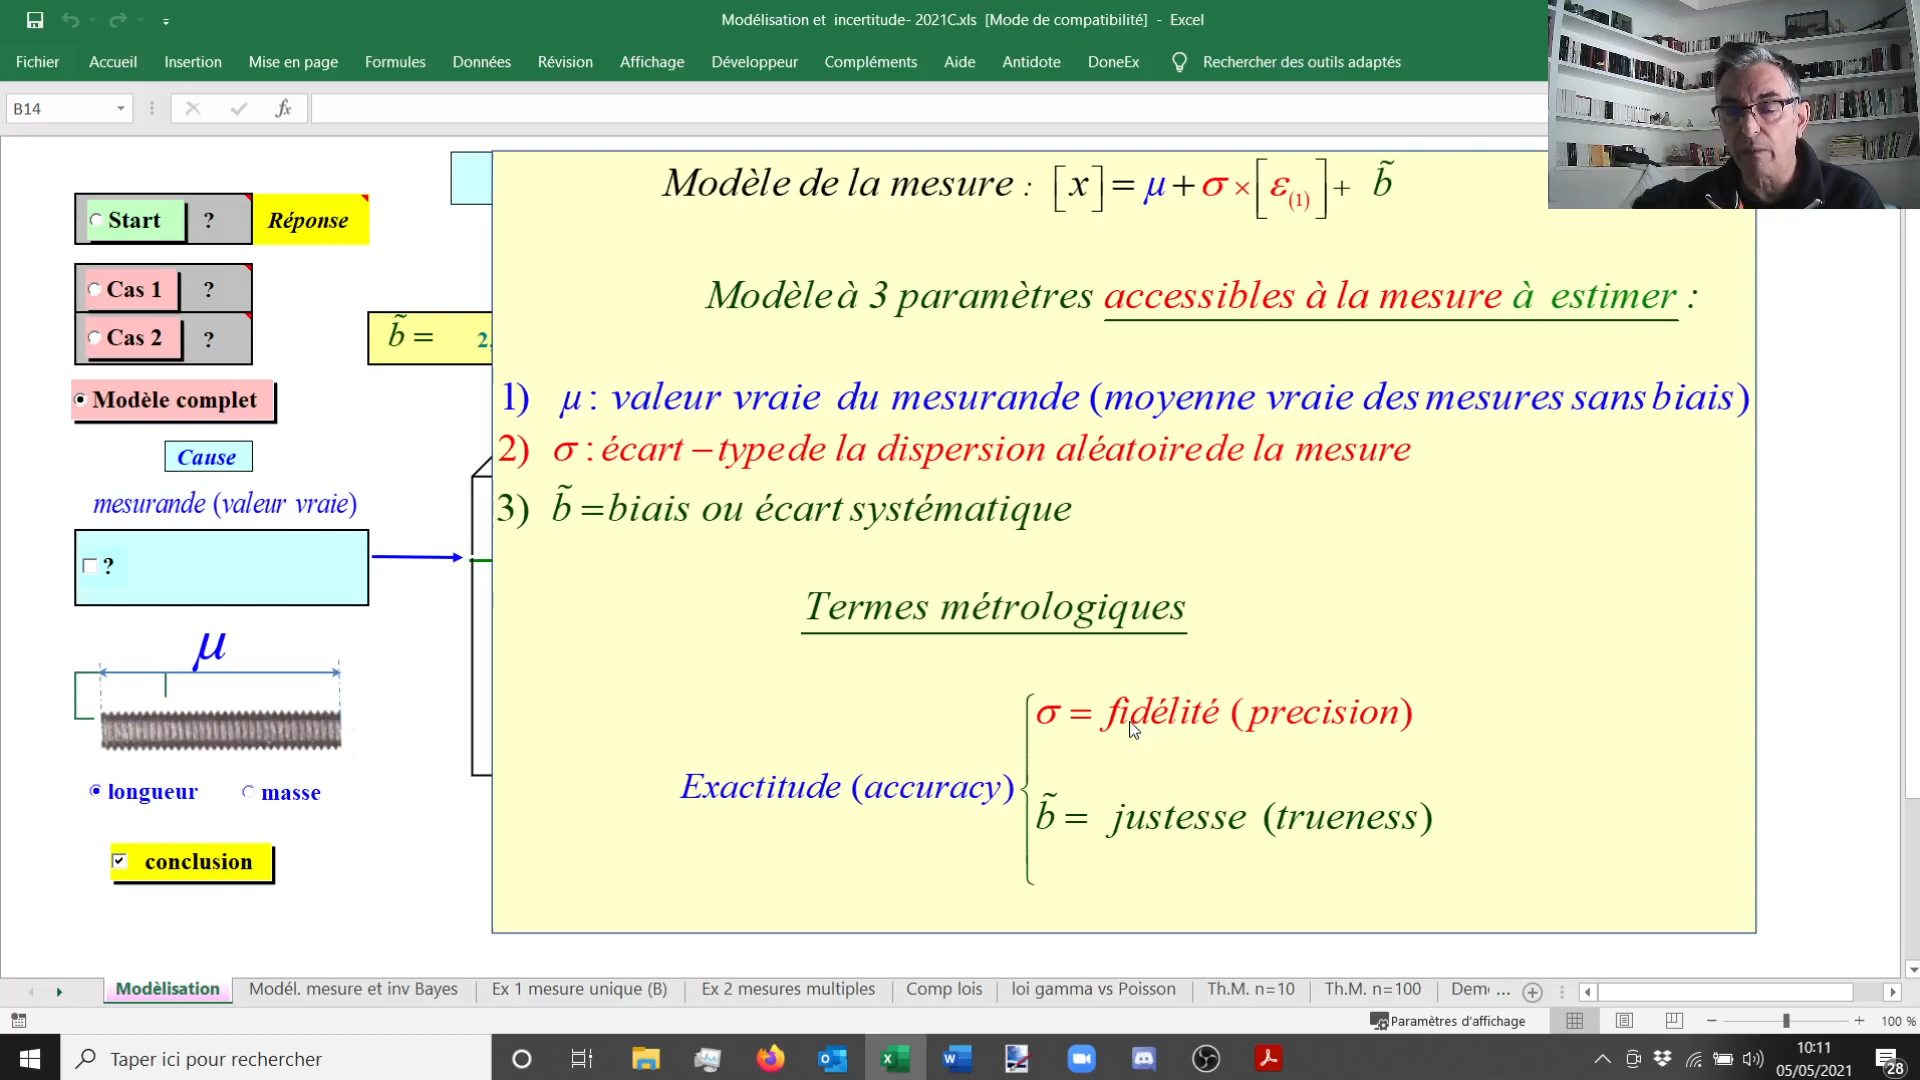 Modélisation et incertitude- 2021C.xls [Mode de compatibilité] - Excel
Fichier Accueil Insertion Mise en page Formules Données Révision Affichage Développeur Compléments Aide Antidote DoneEx Rechercher des outils adaptés
B14 fx
Modèle de la mesure : [x] = μ + σ × [ε(1)] + b̃
Start ? Réponse
Cas 1 ?
Cas 2 ?
b̃ = 2,
Modèle à 3 paramètres accessibles à la mesure à estimer :
Modèle complet
1) μ : valeur vraie du mesurande (moyenne vraie des mesures sans biais)
2) σ : écart – type de la dispersion aléatoire de la mesure
3) b̃ = biais ou écart systématique
Cause
mesurande (valeur vraie)
?
μ
Termes métrologiques
Exactitude (accuracy)
σ = fidélité (precision)
b̃ = justesse (trueness)
longueur masse
conclusion
Modèlisation Modél. mesure et inv Bayes Ex 1 mesure unique (B) Ex 2 mesures multiples Comp lois loi gamma vs Poisson Th.M. n=10 Th.M. n=100 Dem ...
Paramètres d'affichage 100 %
Taper ici pour rechercher
10:11
05/05/2021
28